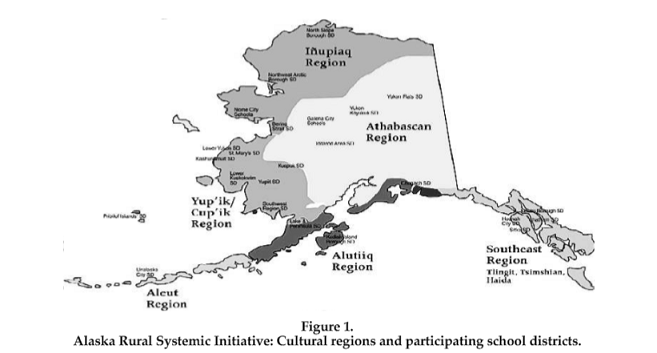 North Slope
Borough SD
Iñupiaq
Region
Northwest Arctic
Borough SD
Nome City
Schools
Bering
Strait SD
Yukon Flats SD
Yukon
Koyukuk SD
Galena City
Schools
Athabascan
Region
Iditarod Area SD
Lower Yukon SD
St. Mary's SD
Kashunamiut SD
Kuspuk SD
Lower
Kuskokwim
SD
Yupiit SD
Yup'ik/
Cup'ik
Region
Southwest
Region SD
Lake &
Peninsula SD
Kodiak Island
Borough SD
Chugach SD
Pribilof Islands SD
Alutiiq
Region
Unalaska
City SD
Aleut
Region
Borough SD
City SD
Southeast
Region
Tlingit, Tsimshian,
Haida
Figure 1.
Alaska Rural Systemic Initiative: Cultural regions and participating school districts.